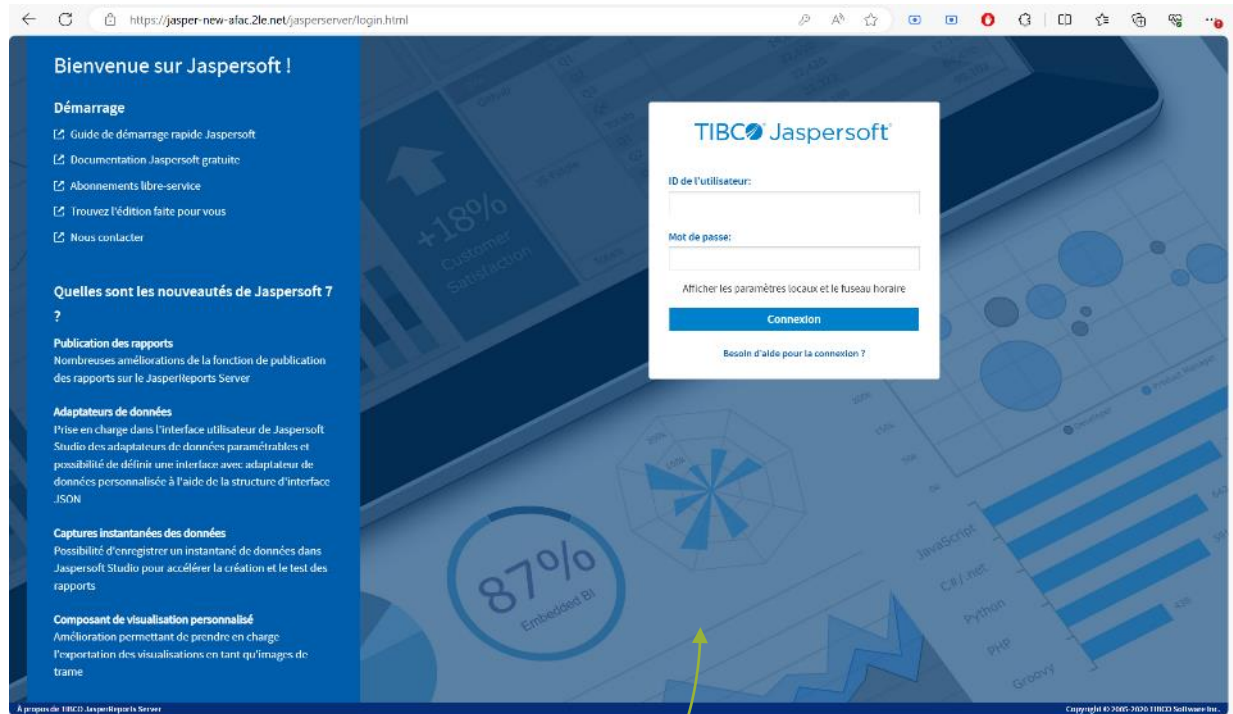 https://jasper-new-afac.2le.net/jasperserver/login.html
Bienvenue sur Jaspersoft !
Démarrage
Guide de démarrage rapide Jaspersoft
Documentation Jaspersoft gratuite
Abonnements libre-service
Trouvez l'édition faite pour vous
Nous contacter
Quelles sont les nouveautés de Jaspersoft 7
?
Publication des rapports
Nombreuses améliorations de la fonction de publication
des rapports sur le JasperReports Server
Adaptateurs de données
Prise en charge dans l'interface utilisateur de Jaspersoft
Studio des adaptateurs de données paramétrables et
possibilité de définir une interface avec adaptateur de
données personnalisée à l'aide de la structure d'interface
JSON
Captures instantanées des données
Possibilité d'enregistrer un instantané de données dans
Jaspersoft Studio pour accélérer la création et le test des
rapports
Composant de visualisation personnalisé
Amélioration permettant de prendre en charge
l'exportation des visualisations en tant qu'images de
trame
TIBCO Jaspersoft
ID de l'utilisateur:
Mot de passe:
Afficher les paramètres locaux et le fuseau horaire
Connexion
Besoin d'aide pour la connexion ?
+18%
Customer
Satisfaction
87%
Embedded BI
Product Manager
Developer
JavaScript
C# / .net
Python
PHP
Groovy
À propos de TIBCO JasperReports Server
Copyright © 2005-2020 TIBCO Software Inc.